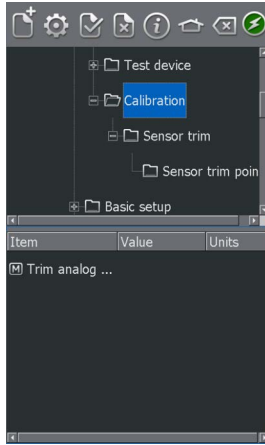 Test device
Calibration
Sensor trim
Sensor trim poin
Basic setup
Item Value Units
M Trim analog ...